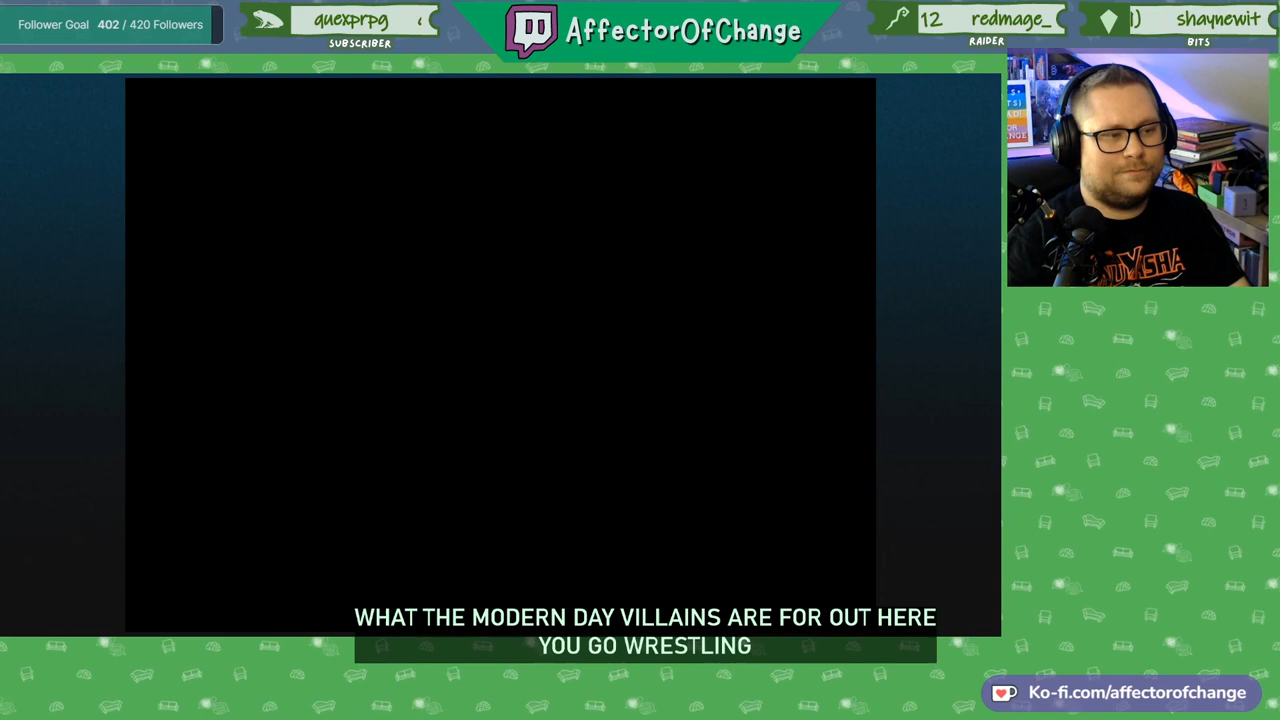 Follower Goal 402 / 420 Followers
quexprpg
SUBSCRIBER
AffectorOfChange
12 redmage_
RAIDER
shaynewit
BITS
WHAT THE MODERN DAY VILLAINS ARE FOR OUT HERE
YOU GO WRESTLING
Ko-fi.com/affectorofchange